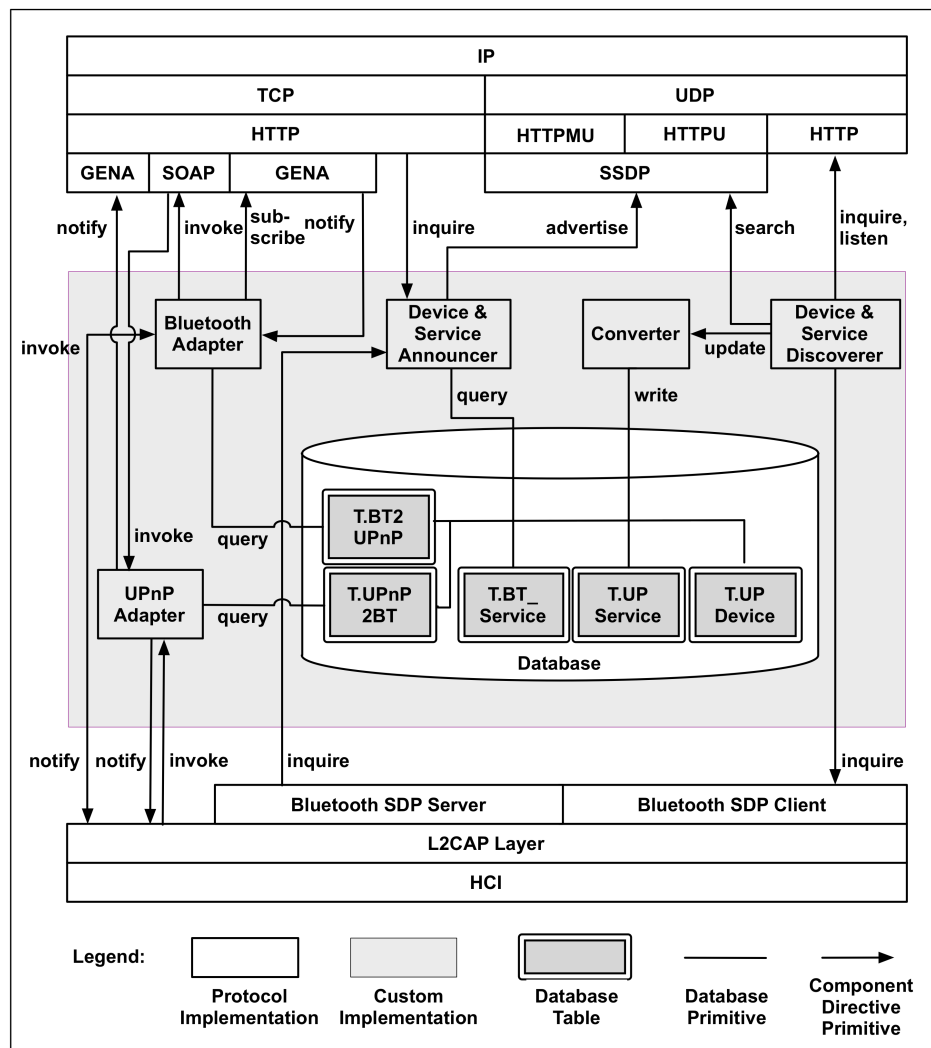 IP
TCP
UDP
HTTP
HTTPMU
HTTPU
HTTP
GENA
SOAP
GENA
SSDP
notify
invoke
sub-
scribe
notify
inquire
advertise
search
inquire,
listen
Bluetooth
Adapter
Device &
Service
Announcer
Converter
Device &
Service
Discoverer
invoke
update
query
write
T.BT2
UPnP
query
invoke
UPnP
Adapter
query
T.UPnP
2BT
T.BT_
Service
T.UP
Service
T.UP
Device
Database
notify
notify
invoke
inquire
inquire
Bluetooth SDP Server
Bluetooth SDP Client
L2CAP Layer
HCI
Legend:
Protocol
Implementation
Custom
Implementation
Database
Table
Database
Primitive
Component
Directive
Primitive